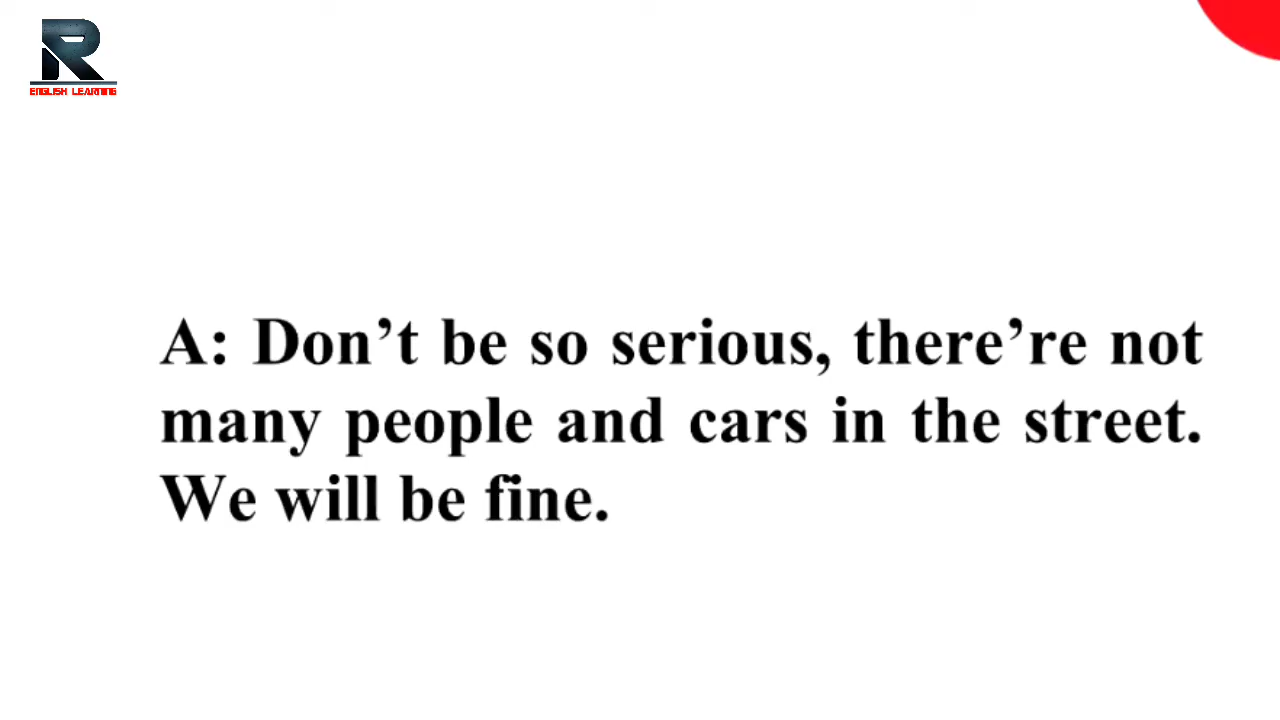 R
ENGLISH LEARNING
A: Don’t be so serious, there’re not
many people and cars in the street.
We will be fine.